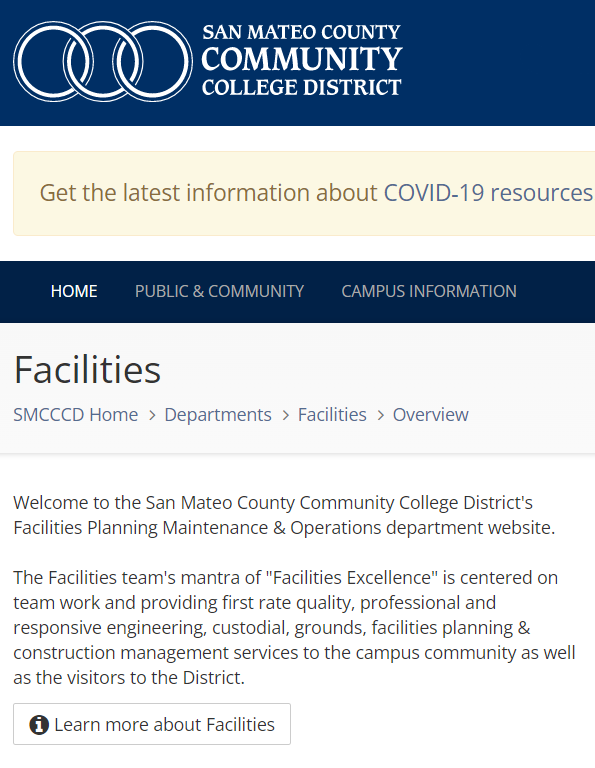 SAN MATEO COUNTY
COMMUNITY
COLLEGE DISTRICT
Get the latest information about COVID-19 resources
HOME PUBLIC & COMMUNITY CAMPUS INFORMATION
Facilities
SMCCCD Home > Departments > Facilities > Overview
Welcome to the San Mateo County Community College District's
Facilities Planning Maintenance & Operations department website.
The Facilities team's mantra of "Facilities Excellence" is centered on
team work and providing first rate quality, professional and
responsive engineering, custodial, grounds, facilities planning &
construction management services to the campus community as well
as the visitors to the District.
Learn more about Facilities